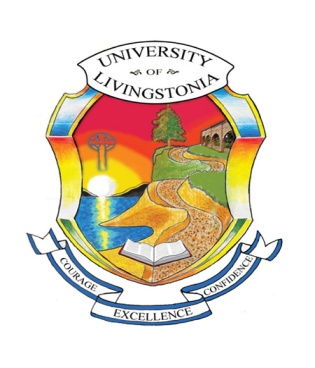 UNIVERSITY
OF
LIVINGSTONIA
COURAGE
EXCELLENCE
CONFIDENCE